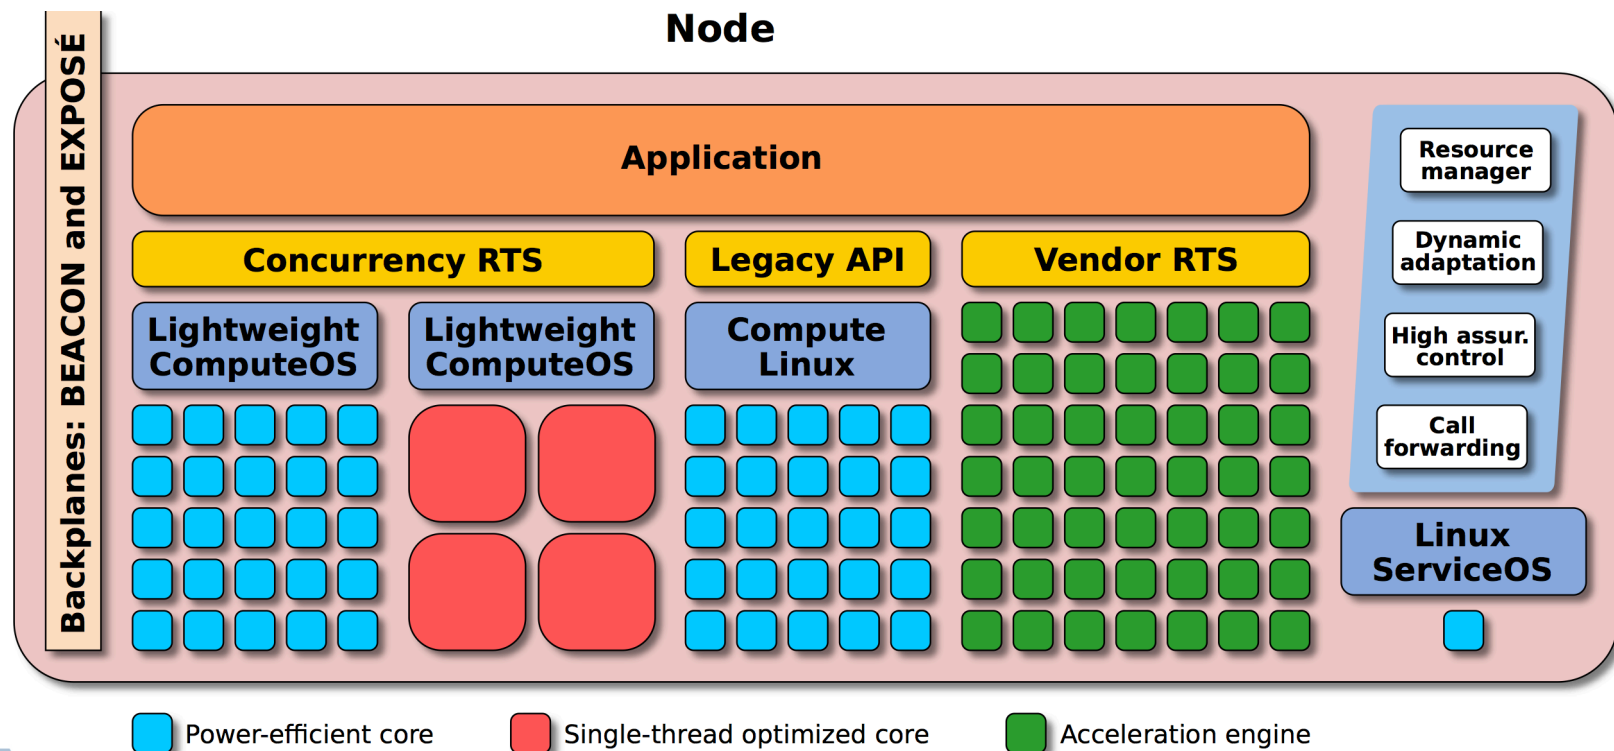 Node
Backplanes: BEACON and EXPOSÉ
Application
Concurrency RTS
Legacy API
Vendor RTS
Lightweight
ComputeOS
Lightweight
ComputeOS
Compute
Linux
Resource
manager
Dynamic
adaptation
High assur.
control
Call
forwarding
Linux
ServiceOS
Power-efficient core
Single-thread optimized core
Acceleration engine